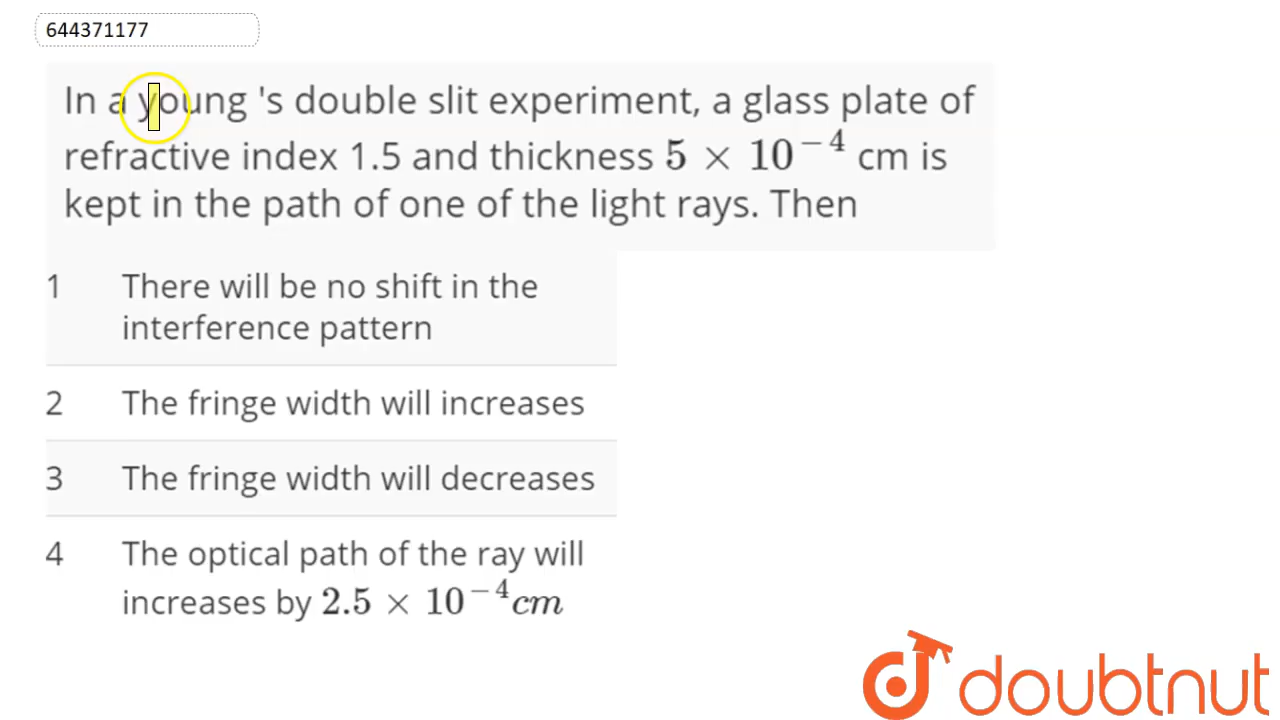 644371177
In a young 's double slit experiment, a glass plate of
refractive index 1.5 and thickness 5 × 10⁻⁴ cm is
kept in the path of one of the light rays. Then
1 There will be no shift in the
interference pattern
2 The fringe width will increases
3 The fringe width will decreases
4 The optical path of the ray will
increases by 2.5 × 10⁻⁴cm
doubtnut